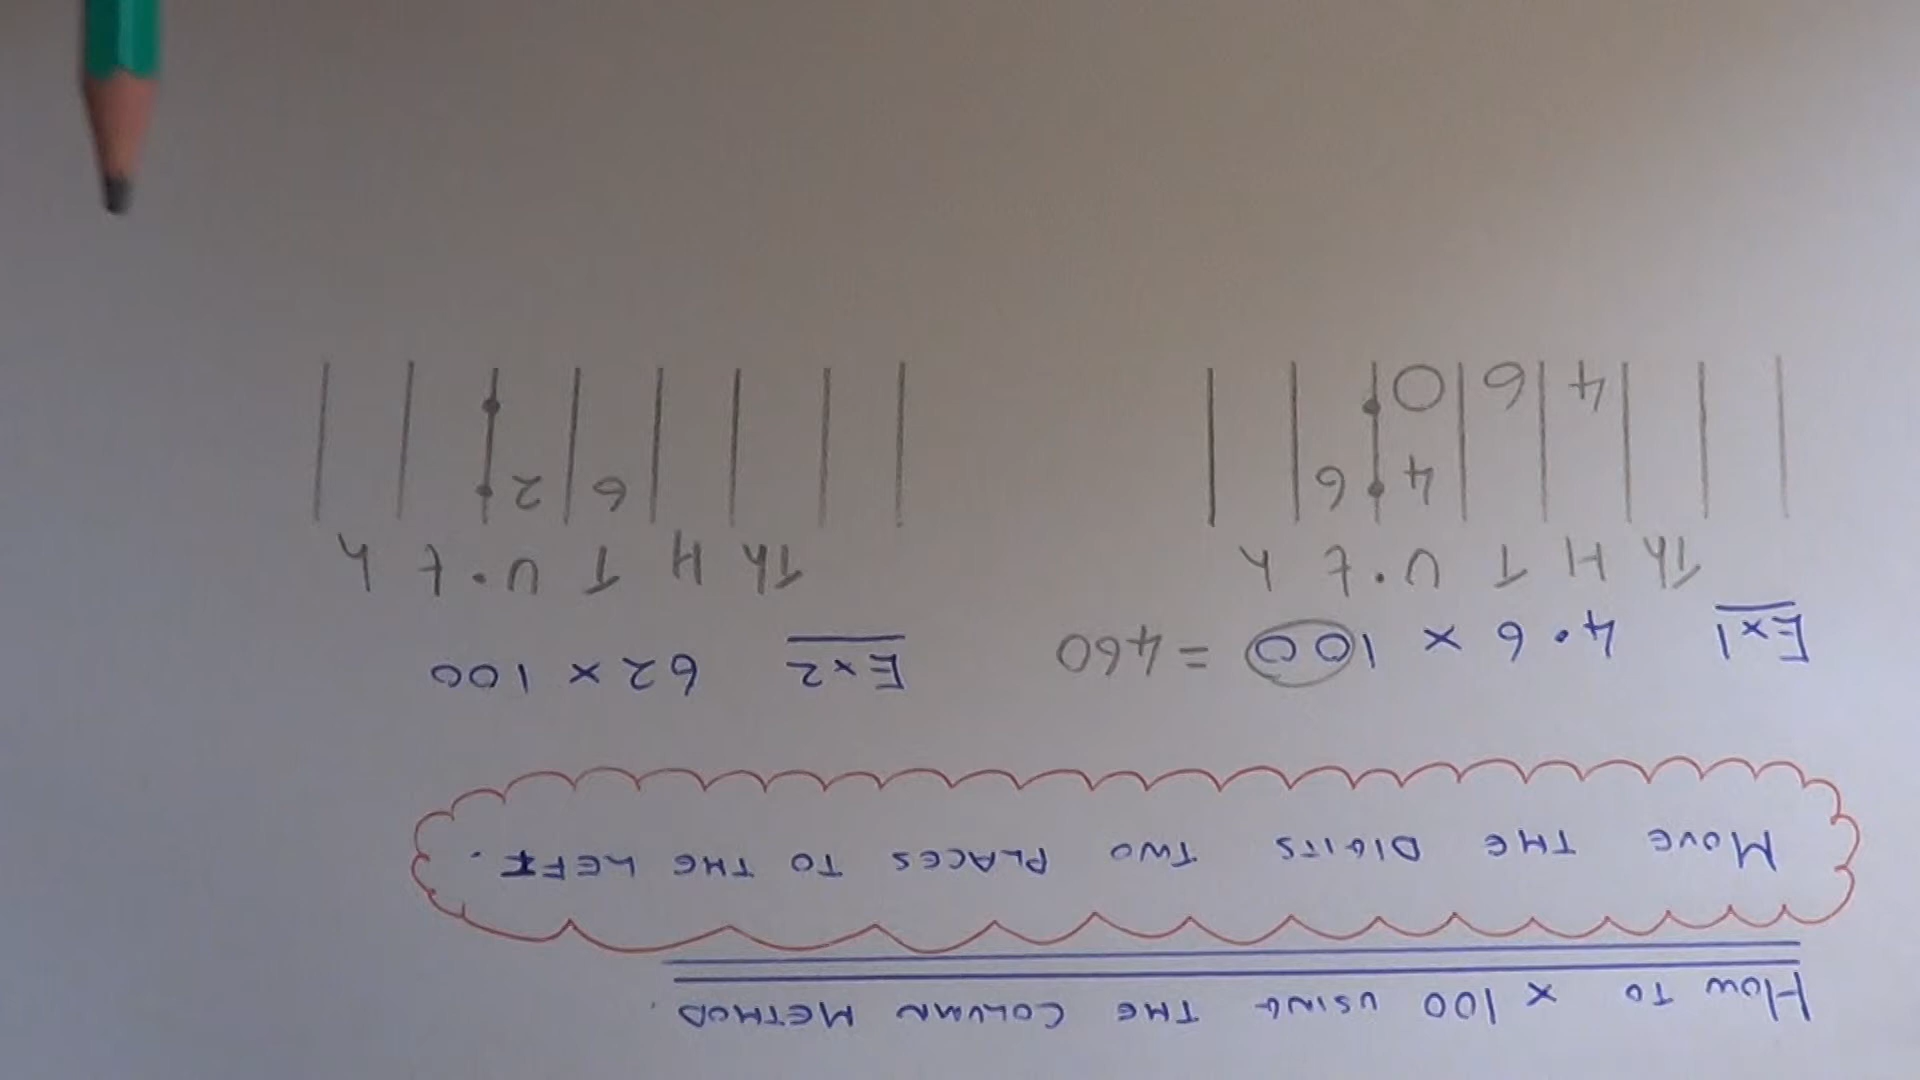 HOW TO × 100 USING THE COLUMN METHOD.
MOVE THE DIGITS TWO PLACES TO THE LEFT.
Ex1 4.6 × 100 = 460
Th H T U . t h
4 . 6
4 6 0 .
Ex2 62 × 100
Th H T U . t h
6 2 .
.